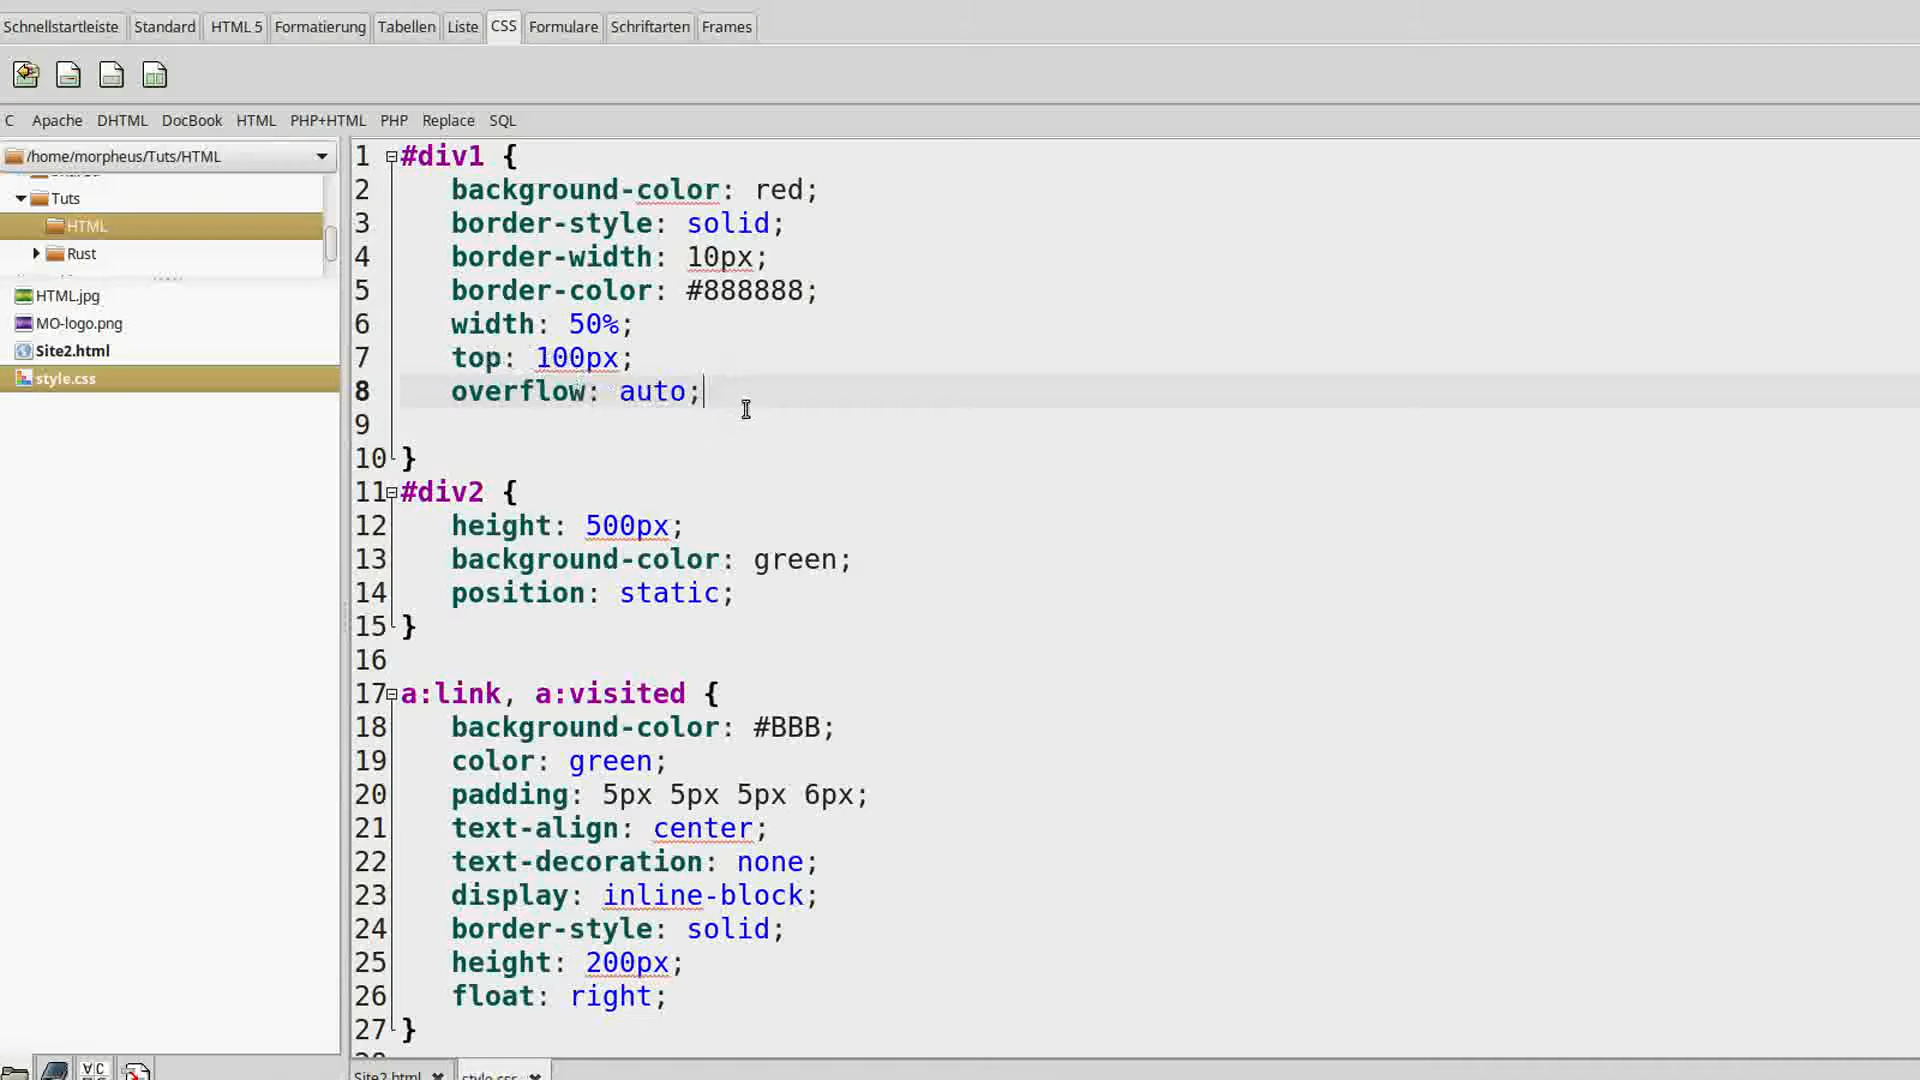 Schnellstartleiste Standard HTML 5 Formatierung Tabellen Liste CSS Formulare Schriftarten Frames
C Apache DHTML DocBook HTML PHP+HTML PHP Replace SQL
/home/morpheus/Tuts/HTML
Tuts
HTML
Rust
HTML.jpg
MO-logo.png
Site2.html
style.css
1 #div1 {
2 background-color: red;
3 border-style: solid;
4 border-width: 10px;
5 border-color: #888888;
6 width: 50%;
7 top: 100px;
8 overflow: auto;
9
10 }
11 #div2 {
12 height: 500px;
13 background-color: green;
14 position: static;
15 }
16
17 a:link, a:visited {
18 background-color: #BBB;
19 color: green;
20 padding: 5px 5px 5px 6px;
21 text-align: center;
22 text-decoration: none;
23 display: inline-block;
24 border-style: solid;
25 height: 200px;
26 float: right;
27 }
Site2.html style.css